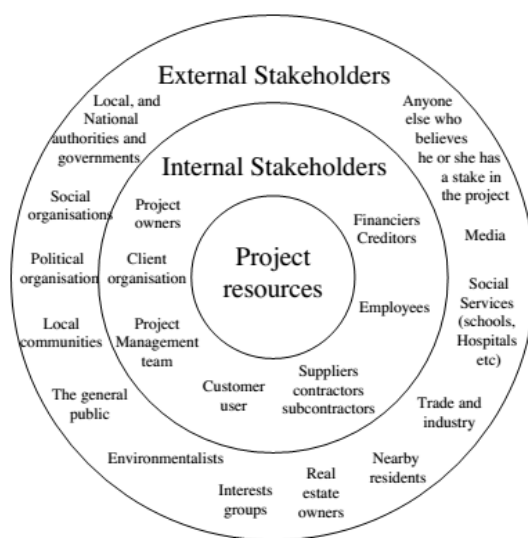 External Stakeholders
Local, and
National
authorities and
governments
Anyone
else who
believes
he or she has
a stake in
the project
Internal Stakeholders
Social
organisations
Project
owners
Financiers
Creditors
Media
Project
resources
Political
organisation
Client
organisation
Employees
Social
Services
(schools,
Hospitals
etc)
Local
communities
Project
Management
team
Customer
user
Suppliers
contractors
subcontractors
The general
public
Trade and
industry
Environmentalists
Interests
groups
Real
estate
owners
Nearby
residents